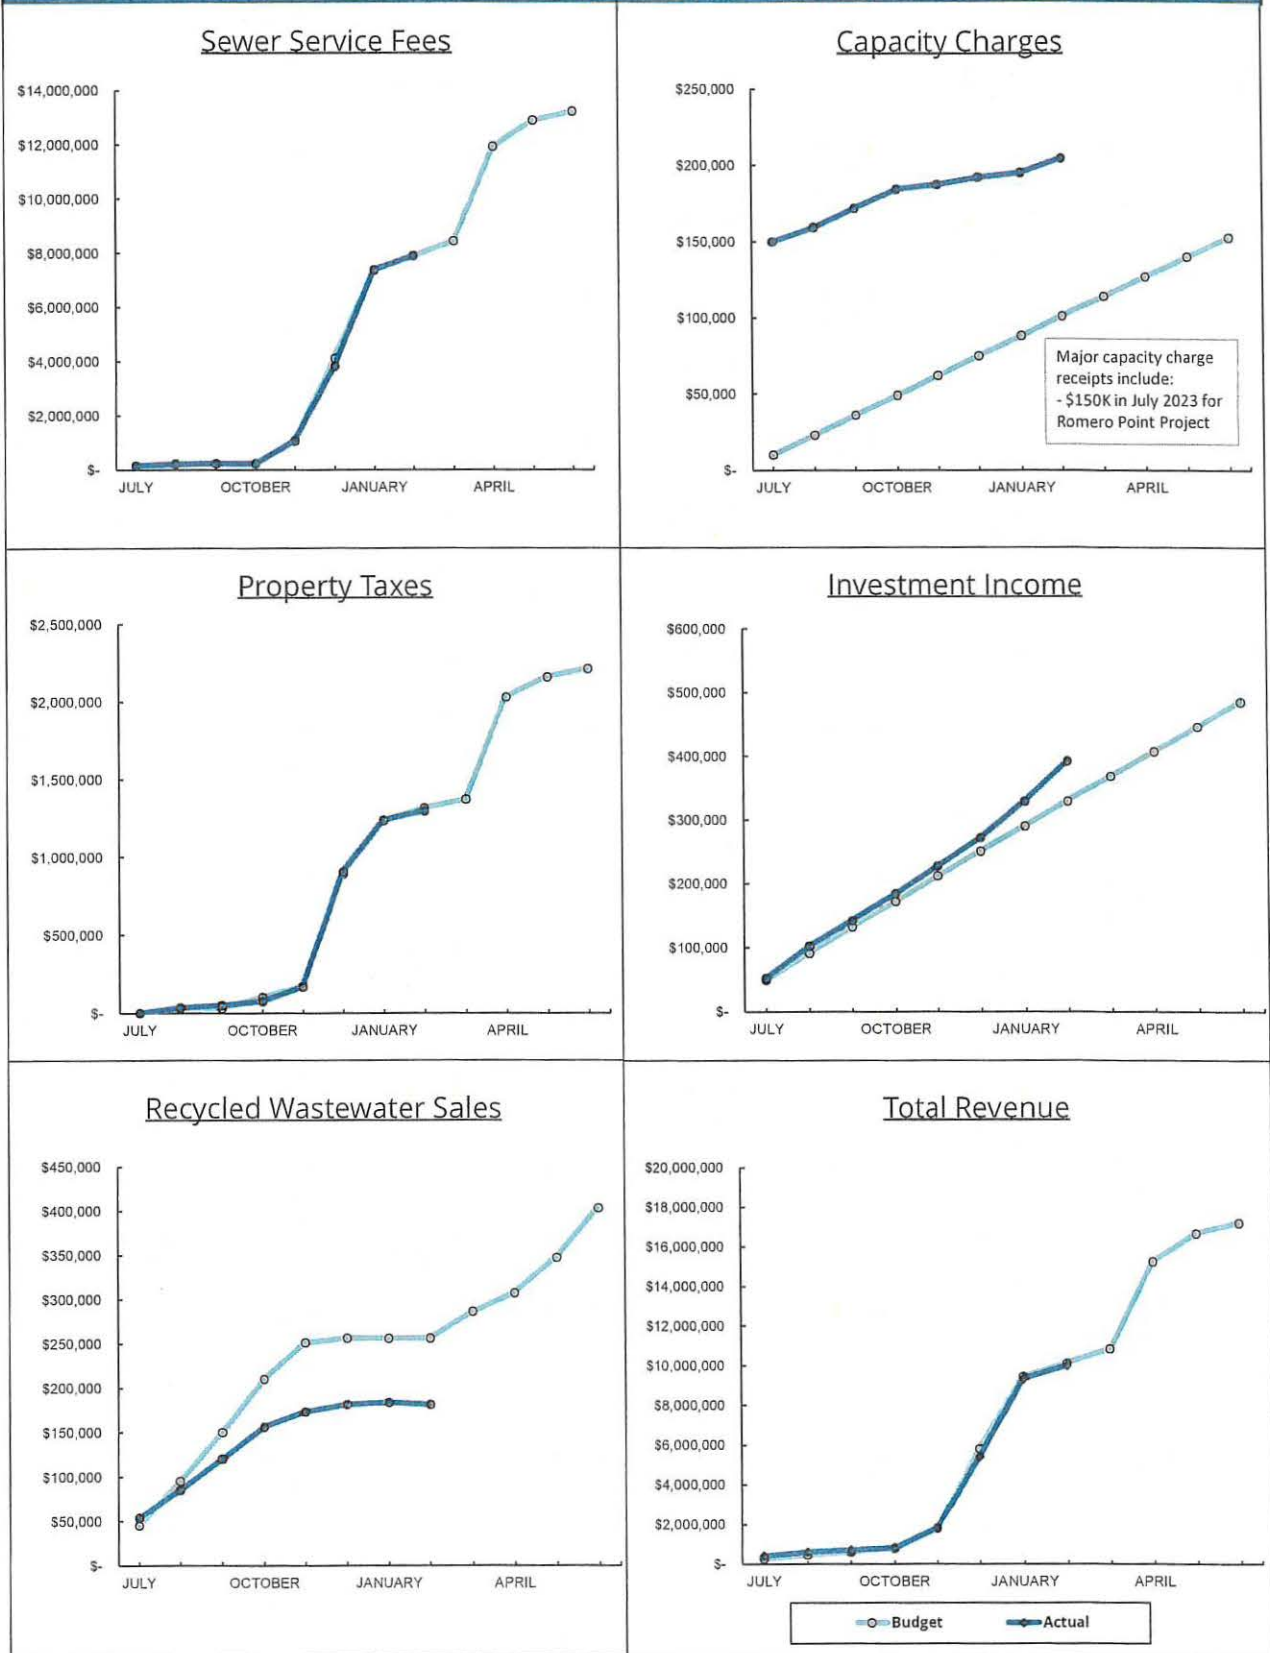 Sewer Service Fees
$14,000,000
$12,000,000
$10,000,000
$8,000,000
$6,000,000
$4,000,000
$2,000,000
$-
JULY OCTOBER JANUARY APRIL
Capacity Charges
$250,000
$200,000
$150,000
$100,000
$50,000
$-
Major capacity charge
receipts include:
- $150K in July 2023 for
Romero Point Project
JULY OCTOBER JANUARY APRIL
Property Taxes
$2,500,000
$2,000,000
$1,500,000
$1,000,000
$500,000
$-
JULY OCTOBER JANUARY APRIL
Investment Income
$600,000
$500,000
$400,000
$300,000
$200,000
$100,000
$-
JULY OCTOBER JANUARY APRIL
Recycled Wastewater Sales
$450,000
$400,000
$350,000
$300,000
$250,000
$200,000
$150,000
$100,000
$50,000
$-
JULY OCTOBER JANUARY APRIL
Total Revenue
$20,000,000
$18,000,000
$16,000,000
$14,000,000
$12,000,000
$10,000,000
$8,000,000
$6,000,000
$4,000,000
$2,000,000
$-
JULY OCTOBER JANUARY APRIL
Budget Actual